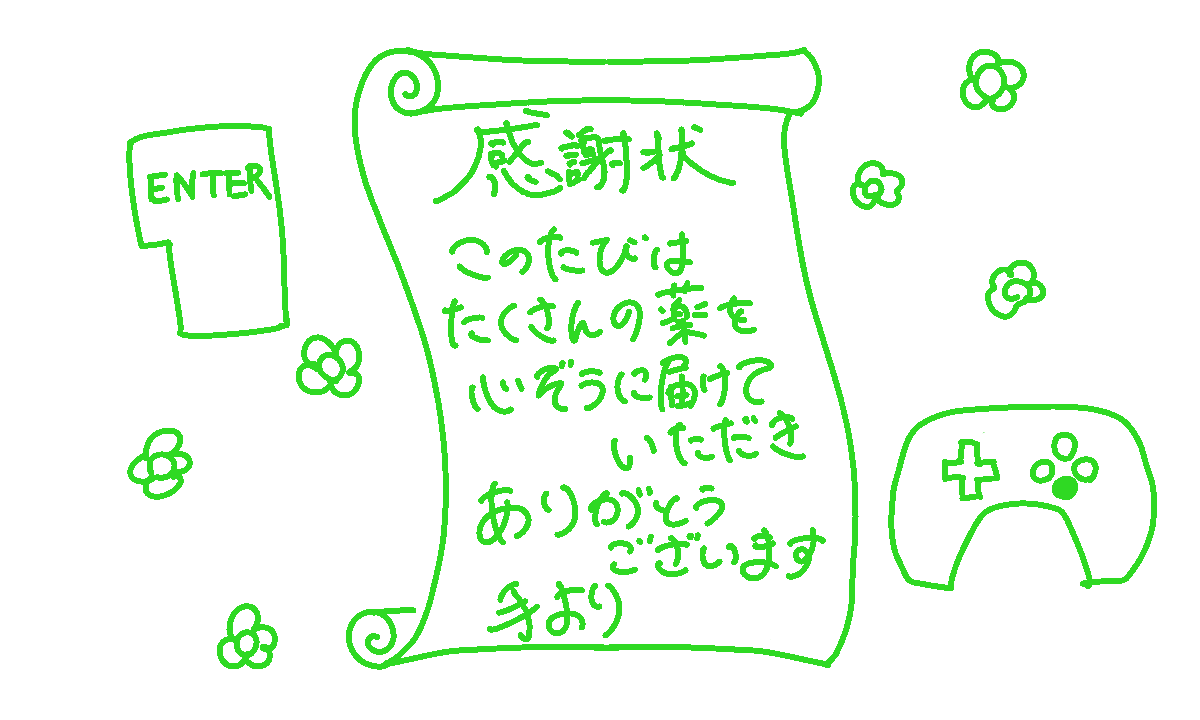 ENTER
感謝状
このたびは
たくさんの薬を
心ぞうに届けて
いただき
ありがとう
ございます
手より